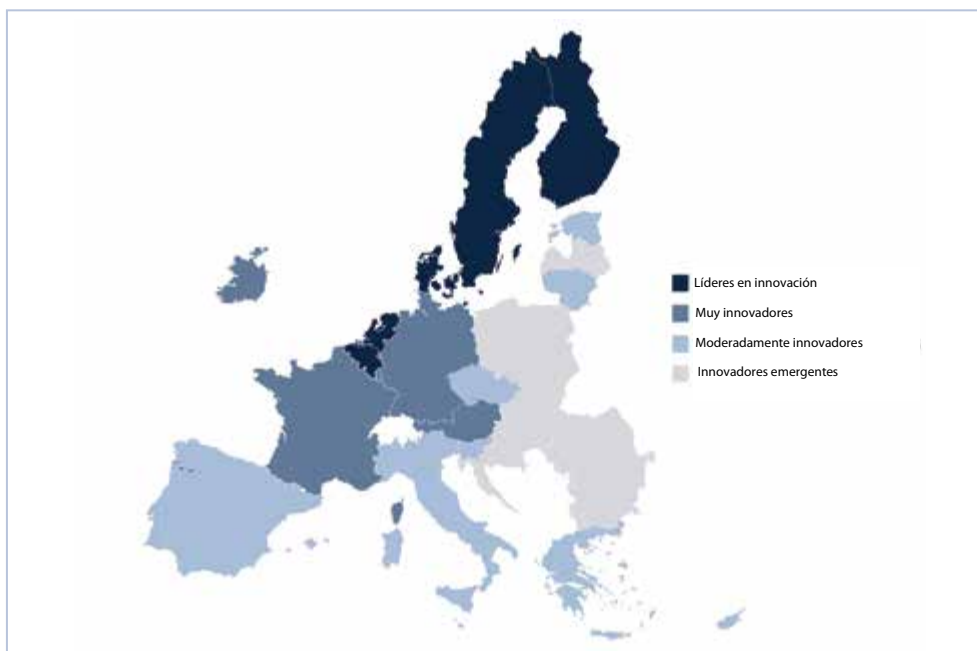 Líderes en innovación
Muy innovadores
Moderadamente innovadores
Innovadores emergentes